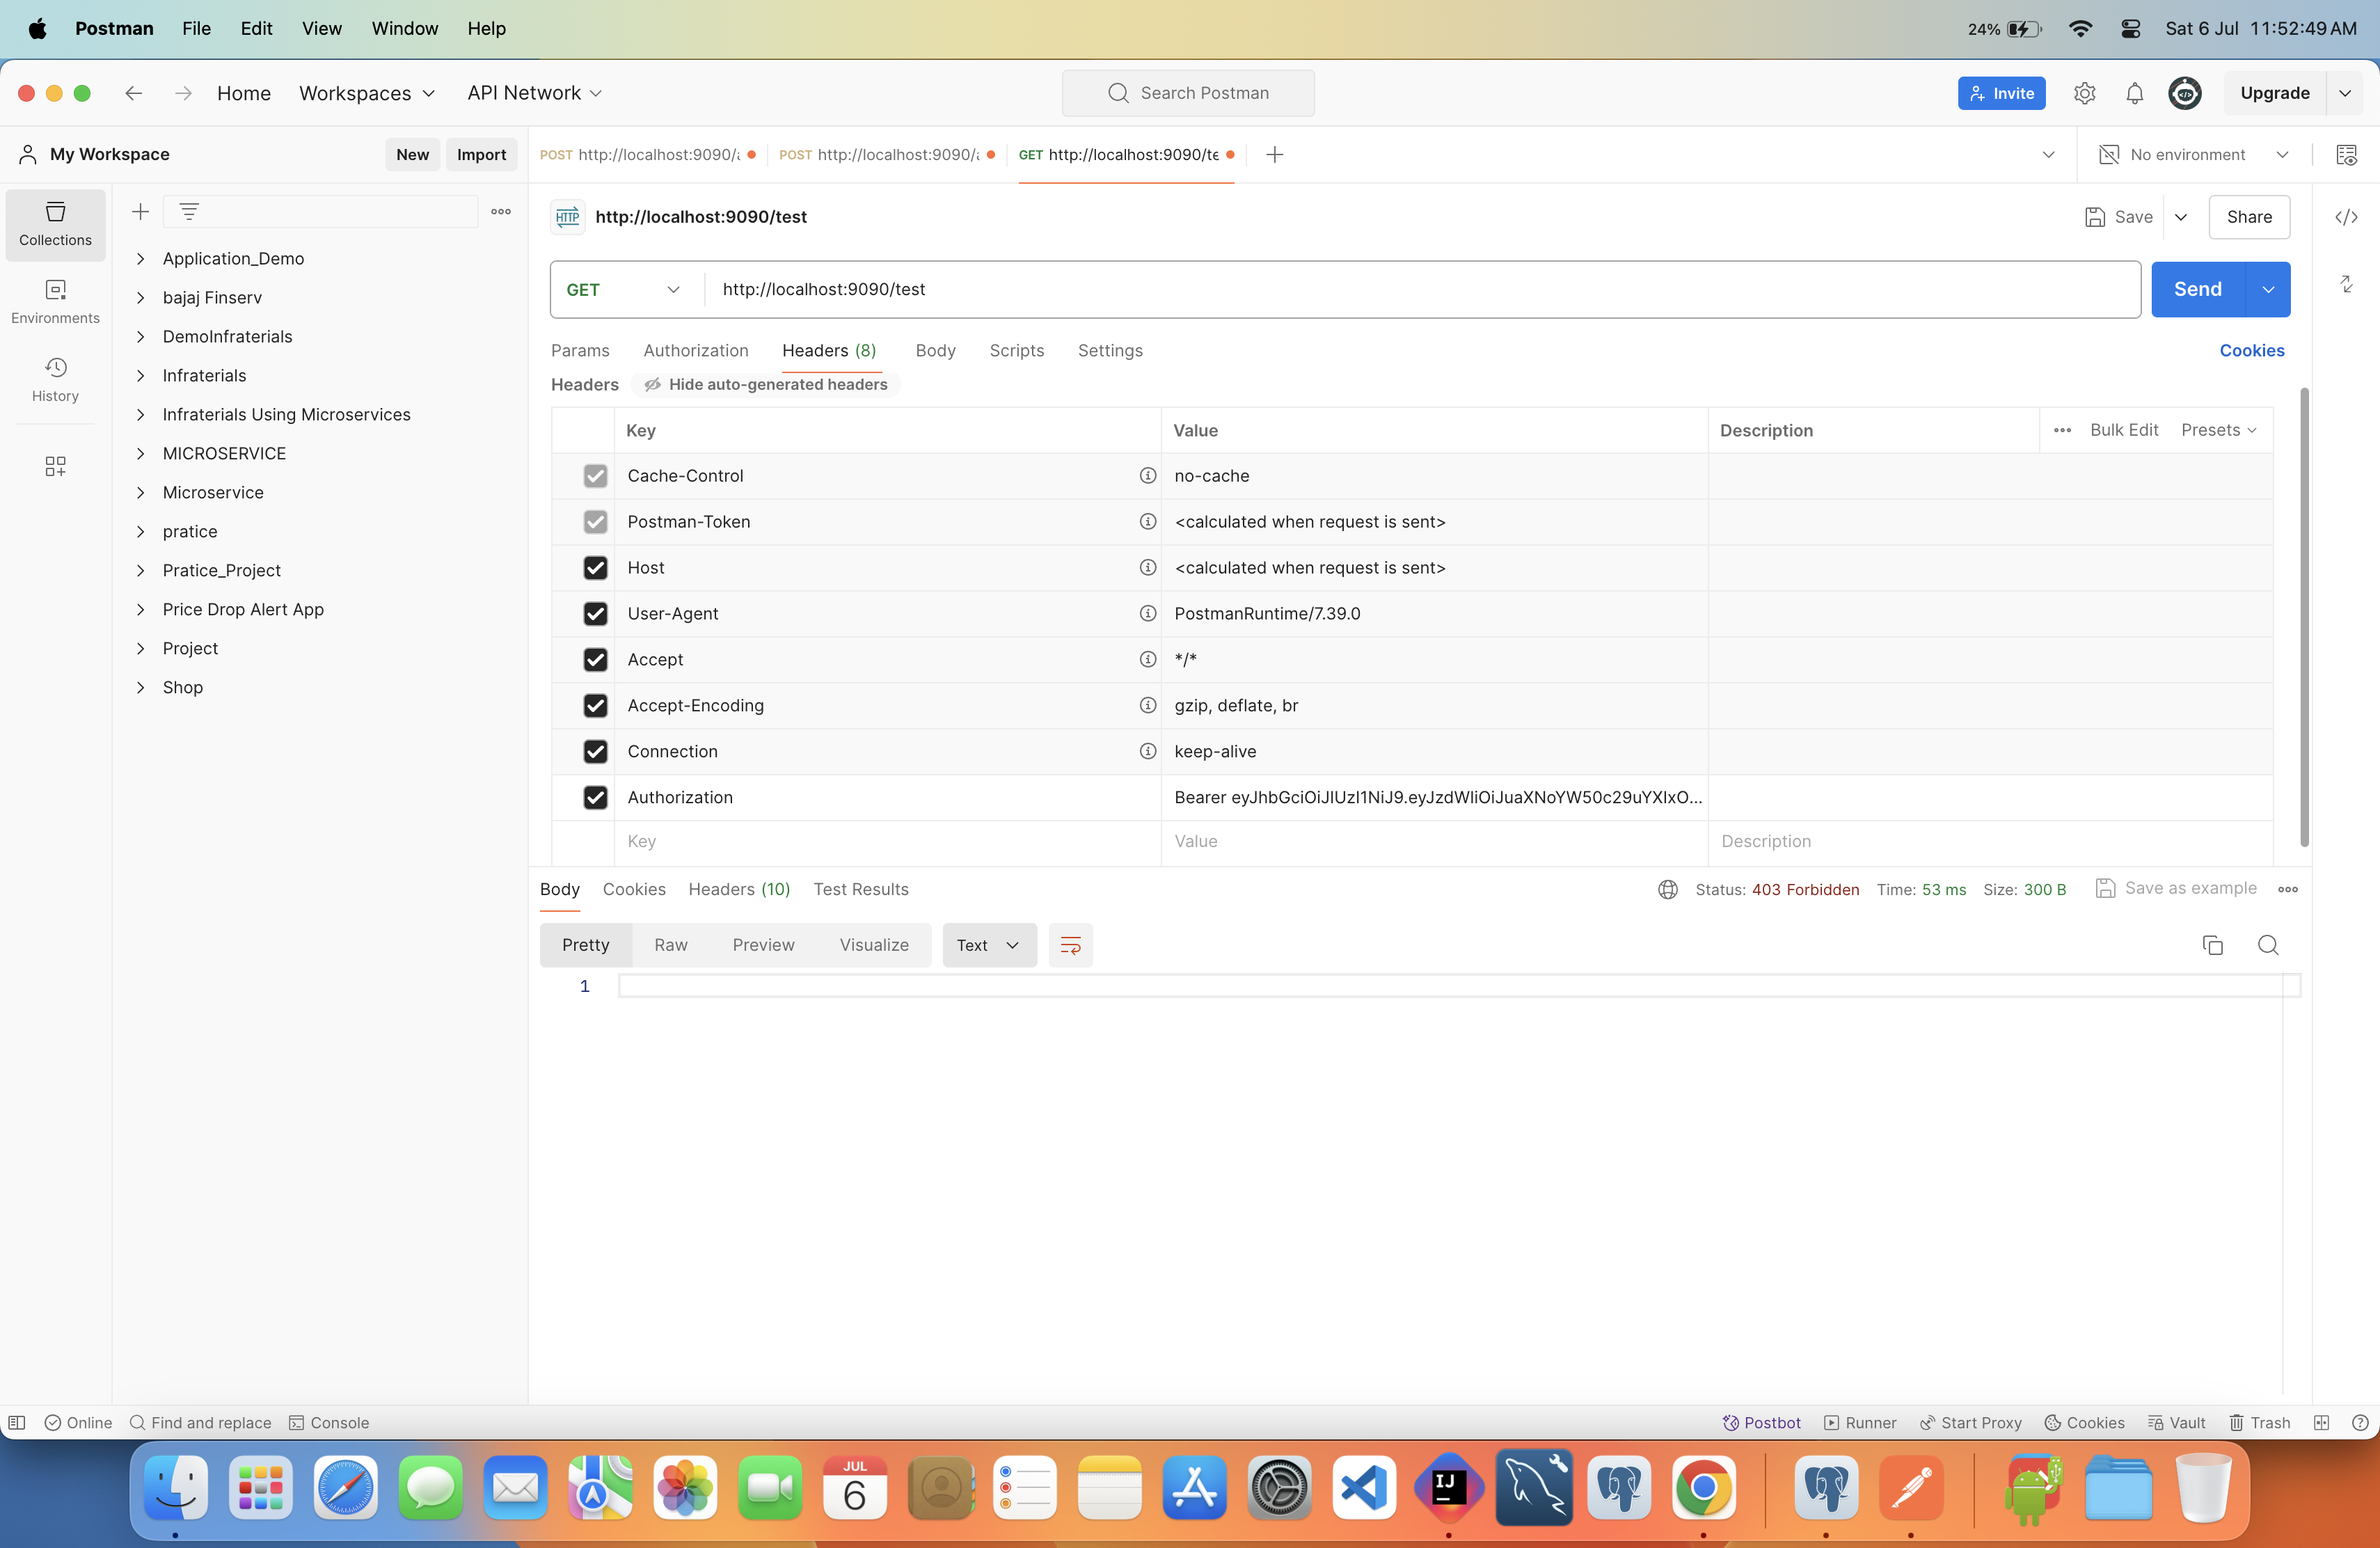 Postman File Edit View Window Help 24% Sat 6 Jul 11:52:49 AM
Home Workspaces API Network Search Postman Invite Upgrade
My Workspace New Import POST http://localhost:9090/ POST http://localhost:9090/ GET http://localhost:9090/te No environment
Collections
Environments
History
Application_Demo
bajaj Finserv
DemoInfraterials
Infraterials
Infraterials Using Microservices
MICROSERVICE
Microservice
pratice
Pratice_Project
Price Drop Alert App
Project
Shop
HTTP http://localhost:9090/test Save Share
GET http://localhost:9090/test Send
Params Authorization Headers (8) Body Scripts Settings Cookies
Headers Hide auto-generated headers
Key Value Description Bulk Edit Presets
Cache-Control no-cache
Postman-Token <calculated when request is sent>
Host <calculated when request is sent>
User-Agent PostmanRuntime/7.39.0
Accept */*
Accept-Encoding gzip, deflate, br
Connection keep-alive
Authorization Bearer eyJhbGciOiJIUzI1NiJ9.eyJzdWIiOiJuaXNoYW50c29uYXIxO...
Key Value Description
Body Cookies Headers (10) Test Results Status: 403 Forbidden Time: 53 ms Size: 300 B Save as example
Pretty Raw Preview Visualize Text
1
Online Find and replace Console Postbot Runner Start Proxy Cookies Vault Trash
JUL
6
IJ